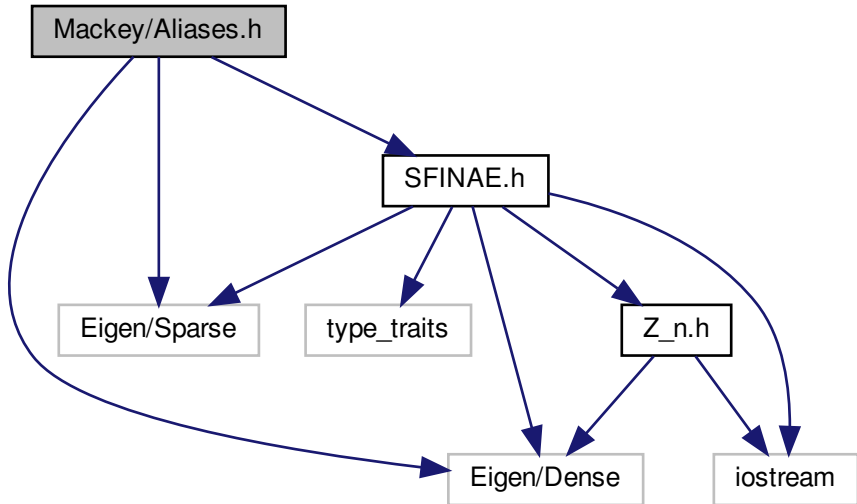 Mackey/Aliases.h
SFINAE.h
Eigen/Sparse
type_traits
Z_n.h
Eigen/Dense
iostream